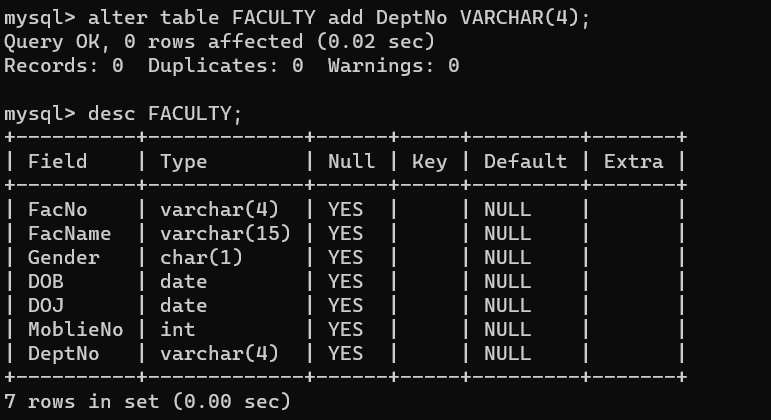 mysql> alter table FACULTY add DeptNo VARCHAR(4);
Query OK, 0 rows affected (0.02 sec)
Records: 0  Duplicates: 0  Warnings: 0
mysql> desc FACULTY;
+----------+-------------+------+-----+---------+-------+
| Field    | Type        | Null | Key | Default | Extra |
+----------+-------------+------+-----+---------+-------+
| FacNo    | varchar(4)  | YES  |     | NULL    |       |
| FacName  | varchar(15) | YES  |     | NULL    |       |
| Gender   | char(1)     | YES  |     | NULL    |       |
| DOB      | date        | YES  |     | NULL    |       |
| DOJ      | date        | YES  |     | NULL    |       |
| MoblieNo | int         | YES  |     | NULL    |       |
| DeptNo   | varchar(4)  | YES  |     | NULL    |       |
+----------+-------------+------+-----+---------+-------+
7 rows in set (0.00 sec)